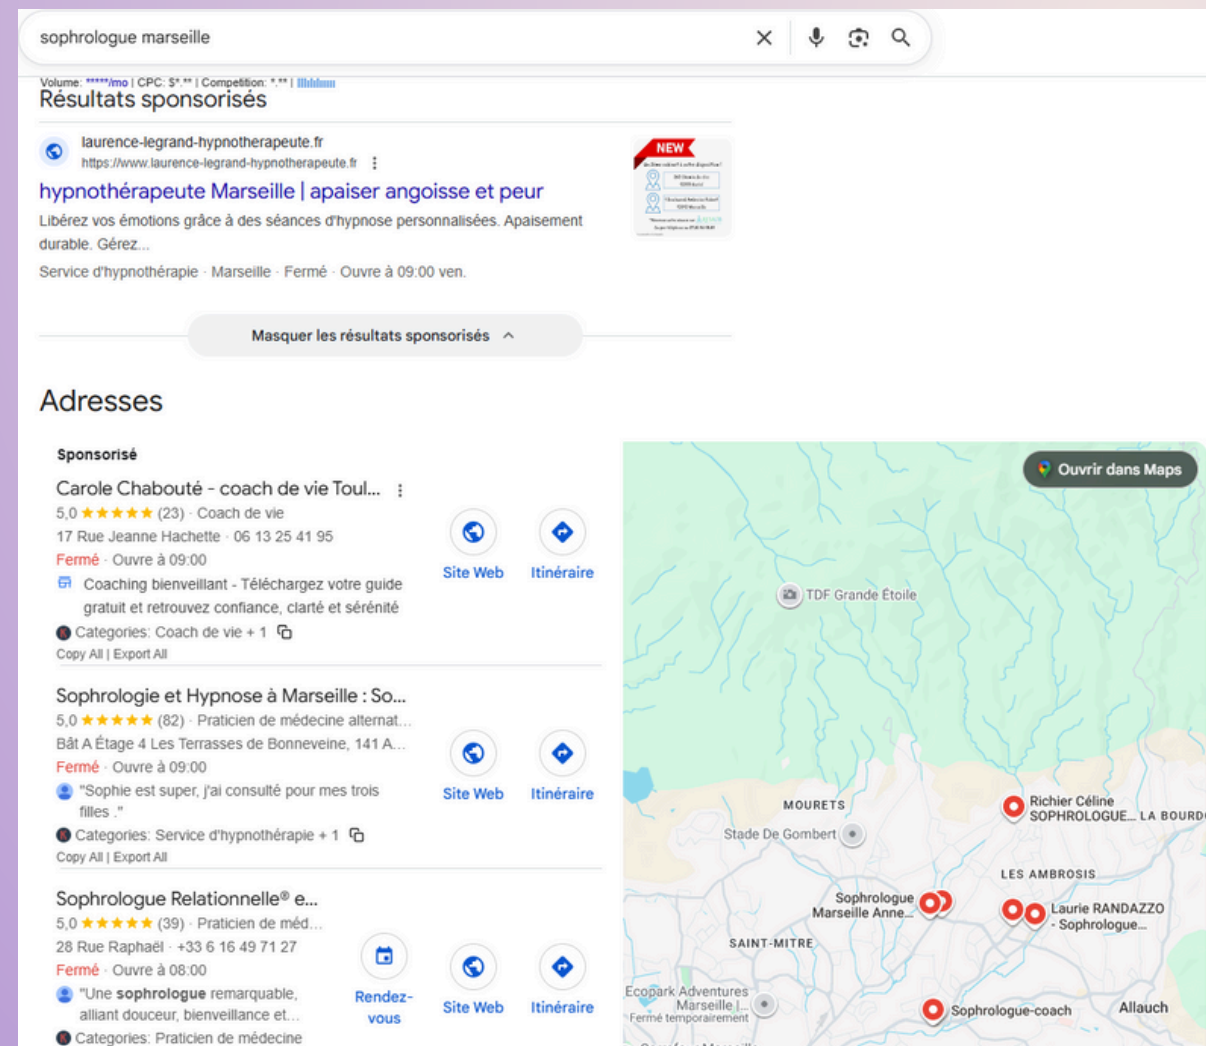 sophrologue marseille
Volume: *****/mo | CPC: $*.** | Competition: *.** |
Résultats sponsorisés
laurence-legrand-hypnotherapeute.fr
https://www.laurence-legrand-hypnotherapeute.fr
NEW
hypnothérapeute Marseille | apaiser angoisse et peur
Libérez vos émotions grâce à des séances d'hypnose personnalisées. Apaisement
durable. Gérez...
Service d'hypnothérapie · Marseille · Fermé · Ouvre à 09:00 ven.
Masquer les résultats sponsorisés
Adresses
Sponsorisé
Carole Chabouté - coach de vie Toul...
5,0 ★★★★★ (23) · Coach de vie
17 Rue Jeanne Hachette · 06 13 25 41 95
Fermé · Ouvre à 09:00
Coaching bienveillant - Téléchargez votre guide
gratuit et retrouvez confiance, clarté et sérénité
Categories: Coach de vie + 1
Copy All | Export All
Site Web
Itinéraire
Sophrologie et Hypnose à Marseille : So...
5,0 ★★★★★ (82) · Praticien de médecine alternat...
Bât A Étage 4 Les Terrasses de Bonneveine, 141 A...
Fermé · Ouvre à 09:00
"Sophie est super, j'ai consulté pour mes trois
filles ."
Categories: Service d'hypnothérapie + 1
Copy All | Export All
Site Web
Itinéraire
Sophrologue Relationnelle® e...
5,0 ★★★★★ (39) · Praticien de méd...
28 Rue Raphaël · +33 6 16 49 71 27
Fermé · Ouvre à 08:00
"Une sophrologue remarquable,
alliant douceur, bienveillance et...
Categories: Praticien de médecine
Rendez-
vous
Site Web
Itinéraire
Ouvrir dans Maps
TDF Grande Étoile
MOURETS
Stade De Gombert
Richier Céline
SOPHROLOGUE... LA BOURD
LES AMBROSIS
Sophrologue
Marseille Anne...
Laurie RANDAZZO
- Sophrologue...
SAINT-MITRE
Ecopark Adventures
Marseille |...
Fermé temporairement
Sophrologue-coach
Allauch